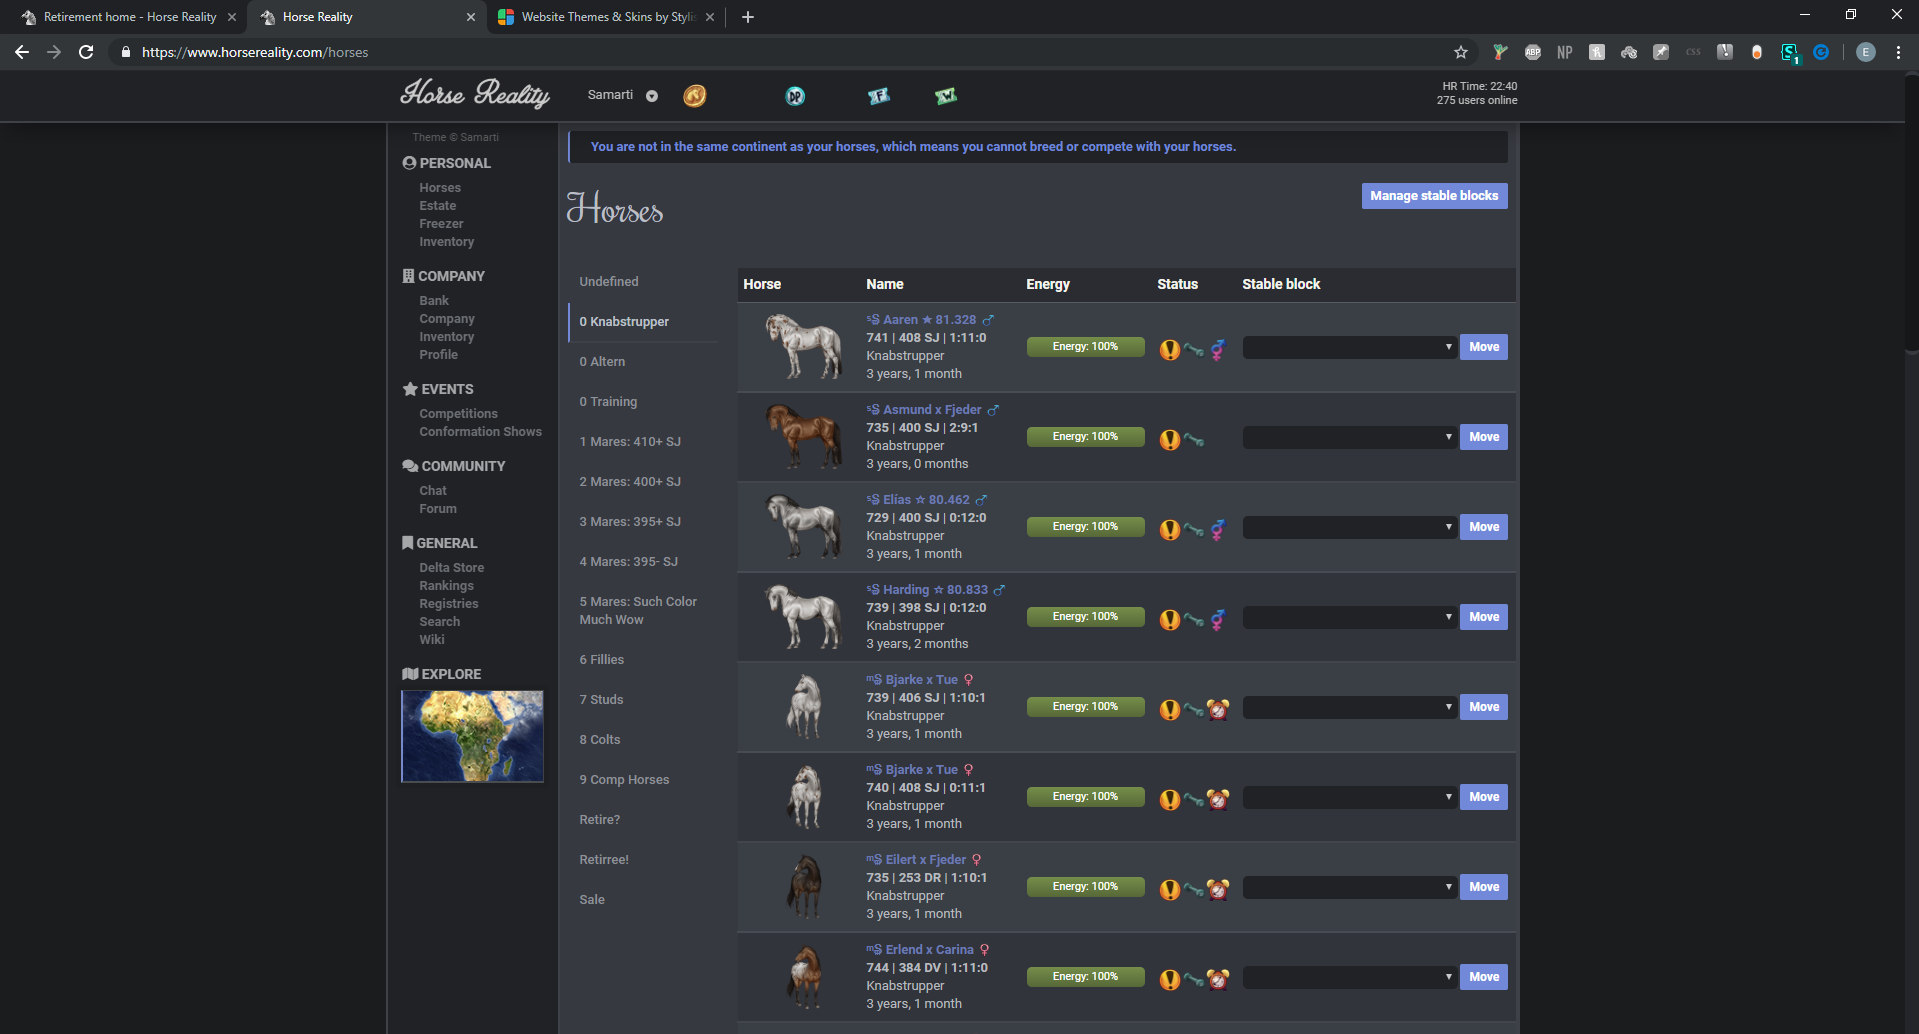 Retirement home - Horse Reality
Horse Reality
Website Themes & Skins by Stylis
https://www.horsereality.com/horses
ABP
NP
CSS
1
E
Horse Reality
Samarti
DP
F
W
HR Time: 22:40
275 users online
Theme © Samarti
PERSONAL
Horses
Estate
Freezer
Inventory
COMPANY
Bank
Company
Inventory
Profile
EVENTS
Competitions
Conformation Shows
COMMUNITY
Chat
Forum
GENERAL
Delta Store
Rankings
Registries
Search
Wiki
EXPLORE
You are not in the same continent as your horses, which means you cannot breed or compete with your horses.
Horses
Manage stable blocks
Undefined
0 Knabstrupper
0 Altern
0 Training
1 Mares: 410+ SJ
2 Mares: 400+ SJ
3 Mares: 395+ SJ
4 Mares: 395- SJ
5 Mares: Such Color
Much Wow
6 Fillies
7 Studs
8 Colts
9 Comp Horses
Retire?
Retirree!
Sale
Horse Name Energy Status Stable block
Aaren ★ 81.328 ♂
741 | 408 SJ | 1:11:0
Knabstrupper
3 years, 1 month
Energy: 100%
Move
Asmund x Fjeder ♂
735 | 400 SJ | 2:9:1
Knabstrupper
3 years, 0 months
Energy: 100%
Move
Elías ☆ 80.462 ♂
729 | 400 SJ | 0:12:0
Knabstrupper
3 years, 1 month
Energy: 100%
Move
Harding ☆ 80.833 ♂
739 | 398 SJ | 0:12:0
Knabstrupper
3 years, 2 months
Energy: 100%
Move
Bjarke x Tue ♀
739 | 406 SJ | 1:10:1
Knabstrupper
3 years, 1 month
Energy: 100%
Move
Bjarke x Tue ♀
740 | 408 SJ | 0:11:1
Knabstrupper
3 years, 1 month
Energy: 100%
Move
Eilert x Fjeder ♀
735 | 253 DR | 1:10:1
Knabstrupper
3 years, 1 month
Energy: 100%
Move
Erlend x Carina ♀
744 | 384 DV | 1:11:0
Knabstrupper
3 years, 1 month
Energy: 100%
Move